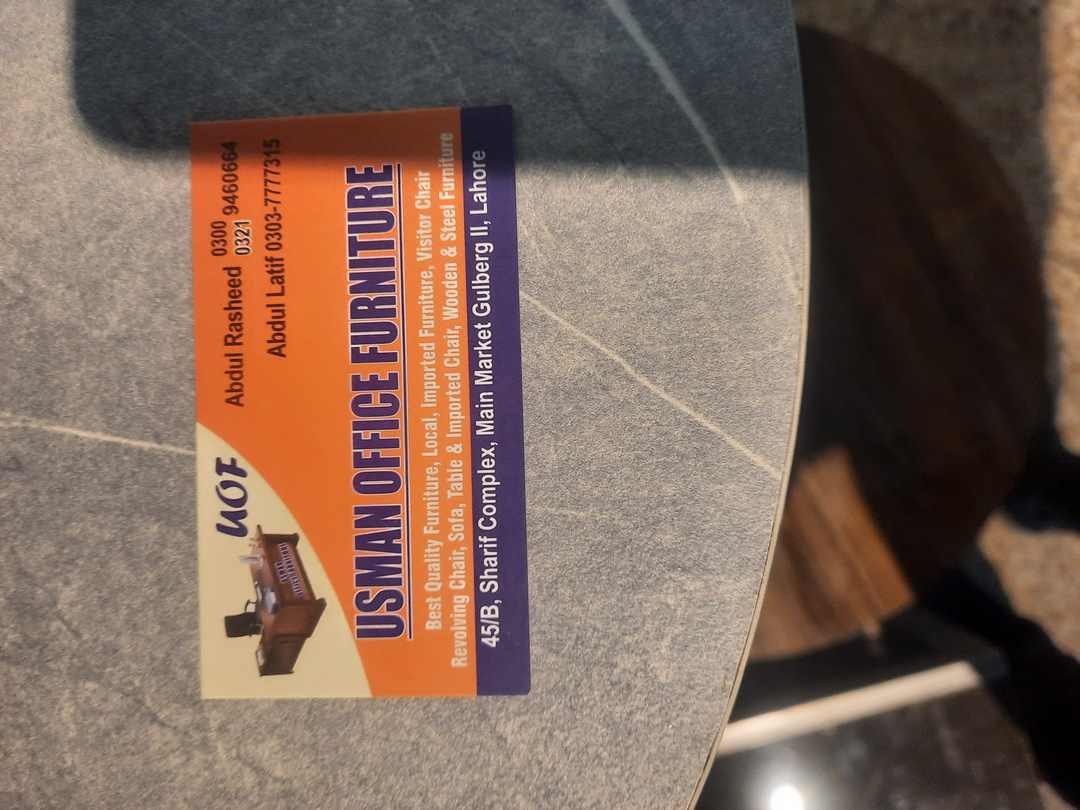 UOF
Abdul Rasheed 0300 0321 9460664
Abdul Latif 0303-7777315
USMAN OFFICE FURNITURE
Best Quality Furniture, Local, Imported Furniture, Visitor Chair
Revolving Chair, Sofa, Table & Imported Chair, Wooden & Steel Furniture
45/B, Sharif Complex, Main Market Gulberg II, Lahore